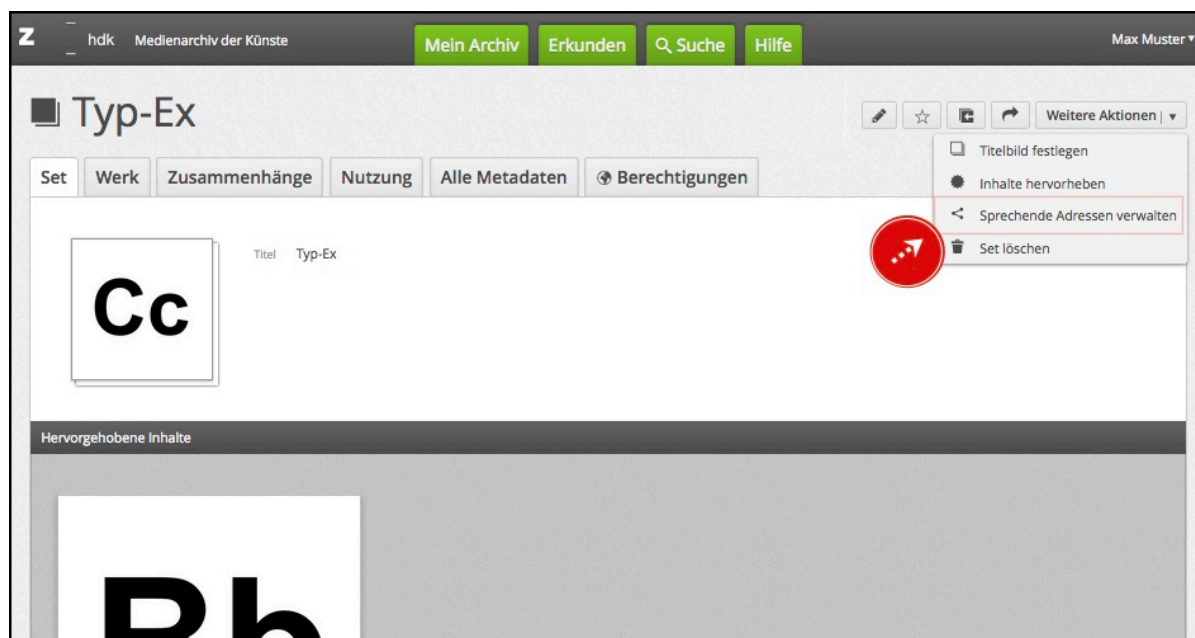 Z hdk Medienarchiv der Künste Mein Archiv Erkunden Suche Hilfe Max Muster
Typ-Ex
Weitere Aktionen
Titelbild festlegen
Inhalte hervorheben
Sprechende Adressen verwalten
Set löschen
Set Werk Zusammenhänge Nutzung Alle Metadaten Berechtigungen
Titel Typ-Ex
Cc
Hervorgehobene Inhalte
Bb